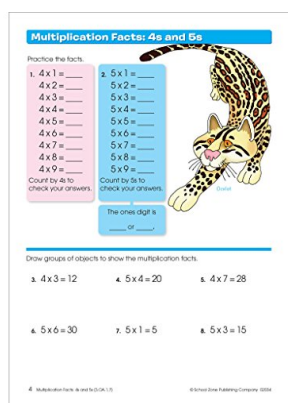 Multiplication Facts: 4s and 5s
Practice the facts.
1. 4 x 1 = ____
4 x 2 = ____
4 x 3 = ____
4 x 4 = ____
4 x 5 = ____
4 x 6 = ____
4 x 7 = ____
4 x 8 = ____
4 x 9 = ____
Count by 4s to
check your answers.
2. 5 x 1 = ____
5 x 2 = ____
5 x 3 = ____
5 x 4 = ____
5 x 5 = ____
5 x 6 = ____
5 x 7 = ____
5 x 8 = ____
5 x 9 = ____
Count by 5s to
check your answers.
The ones digit is
____ or ____.
Ocelot
Draw groups of objects to show the multiplication facts.
3. 4 x 3 = 12 4. 5 x 4 = 20 5. 4 x 7 = 28
6. 5 x 6 = 30 7. 5 x 1 = 5 8. 5 x 3 = 15
4 Multiplication Facts: 4s and 5s
© School Zone Publishing Company